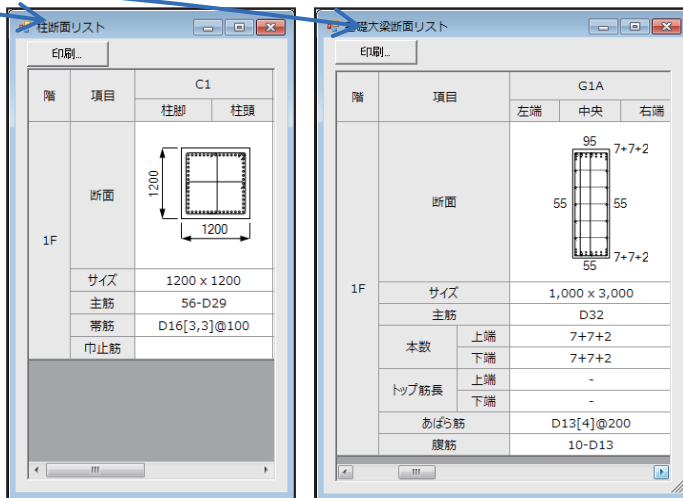 柱断面リスト
印刷...
階 項目 C1
柱脚 柱頭
1F
断面
1200
1200
サイズ 1200 x 1200
主筋 56-D29
帯筋 D16[3,3]@100
巾止筋
基礎大梁断面リスト
印刷...
階 項目 G1A
左端 中央 右端
1F
断面
95
7+7+2
55 55
7+7+2
55
サイズ 1,000 x 3,000
主筋 D32
本数 上端 7+7+2
下端 7+7+2
トップ筋長 上端 -
下端 -
あばら筋 D13[4]@200
腹筋 10-D13